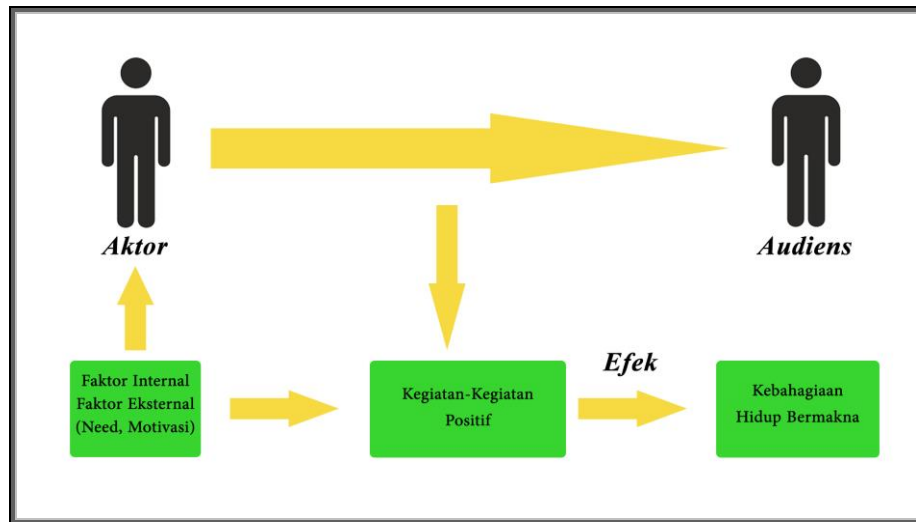 Aktor
Audiens
Faktor Internal
Faktor Eksternal
(Need, Motivasi)
Kegiatan-Kegiatan
Positif
Efek
Kebahagiaan
Hidup Bermakna